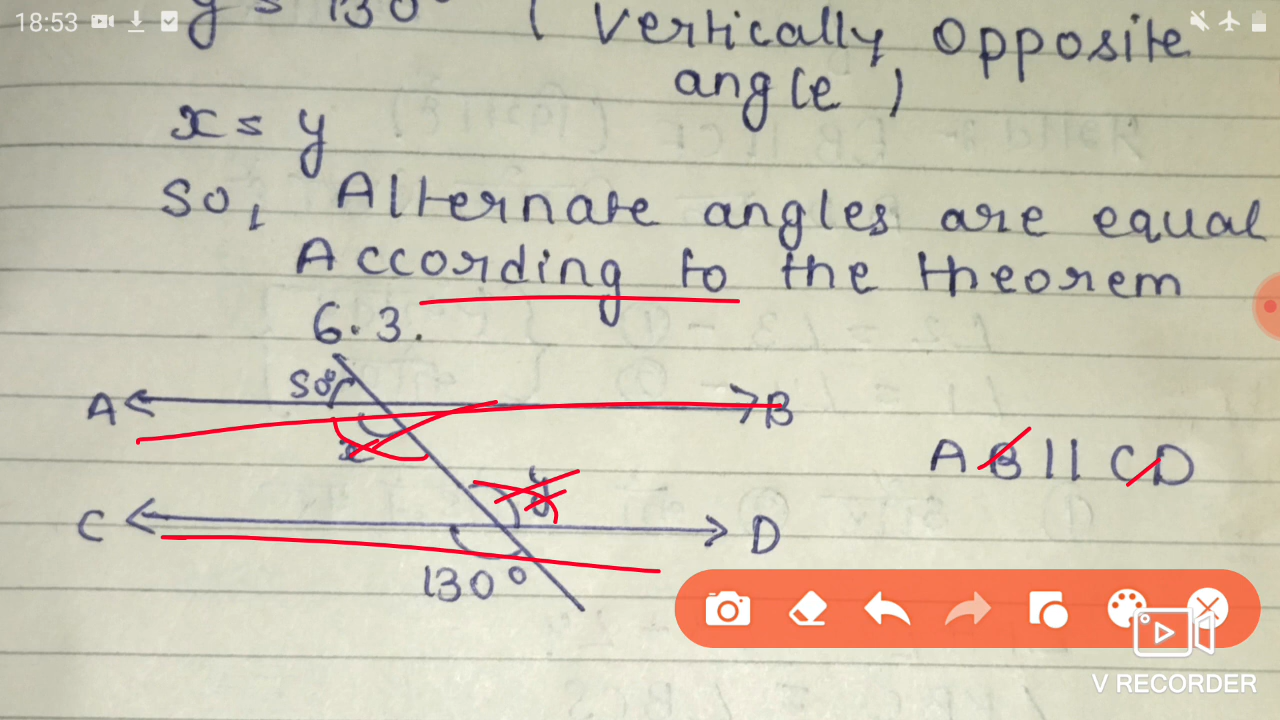 18:53
y = 130° ( Vertically Opposite
angle )
x = y
So, Alternate angles are equal
According to the theorem
6.3.
50°
A
B
x
y
AB || CD
C
D
130°
V RECORDER